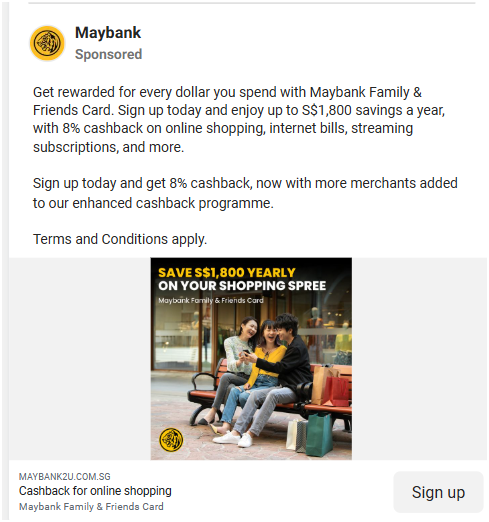 Maybank
Sponsored
Get rewarded for every dollar you spend with Maybank Family &
Friends Card. Sign up today and enjoy up to S$1,800 savings a year,
with 8% cashback on online shopping, internet bills, streaming
subscriptions, and more.
Sign up today and get 8% cashback, now with more merchants added
to our enhanced cashback programme.
Terms and Conditions apply.
SAVE S$1,800 YEARLY
ON YOUR SHOPPING SPREE
Maybank Family & Friends Card
MAYBANK2U.COM.SG
Cashback for online shopping
Maybank Family & Friends Card
Sign up